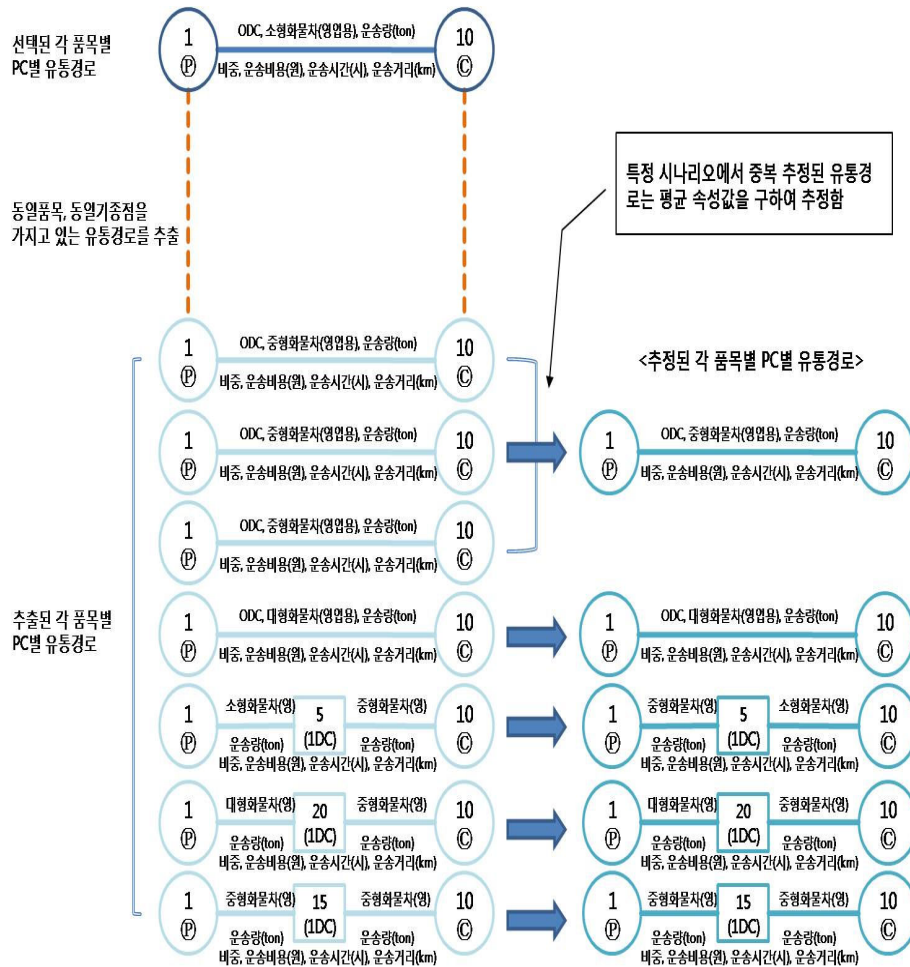 선택된 각 품목별
PC별 유통경로
1
Ⓟ
ODC, 소형화물차(영업용), 운송량(ton)
비중, 운송비용(원), 운송시간(시), 운송거리(km)
10
Ⓒ
동일품목, 동일기종점을
가지고 있는 유통경로를 추출
특정 시나리오에서 중복 추정된 유통경
로는 평균 속성값을 구하여 추정함
<추정된 각 품목별 PC별 유통경로>
추출된 각 품목별
PC별 유통경로
1
Ⓟ
ODC, 중형화물차(영업용), 운송량(ton)
비중, 운송비용(원), 운송시간(시), 운송거리(km)
10
Ⓒ
1
Ⓟ
ODC, 중형화물차(영업용), 운송량(ton)
비중, 운송비용(원), 운송시간(시), 운송거리(km)
10
Ⓒ
1
Ⓟ
ODC, 중형화물차(영업용), 운송량(ton)
비중, 운송비용(원), 운송시간(시), 운송거리(km)
10
Ⓒ
1
Ⓟ
ODC, 중형화물차(영업용), 운송량(ton)
비중, 운송비용(원), 운송시간(시), 운송거리(km)
10
Ⓒ
1
Ⓟ
ODC, 대형화물차(영업용), 운송량(ton)
비중, 운송비용(원), 운송시간(시), 운송거리(km)
10
Ⓒ
1
Ⓟ
ODC, 대형화물차(영업용), 운송량(ton)
비중, 운송비용(원), 운송시간(시), 운송거리(km)
10
Ⓒ
1
Ⓟ
소형화물차(영)
5
(1DC)
중형화물차(영)
운송량(ton)
운송량(ton)
비중, 운송비용(원), 운송시간(시), 운송거리(km)
10
Ⓒ
1
Ⓟ
중형화물차(영)
5
(1DC)
소형화물차(영)
운송량(ton)
운송량(ton)
비중, 운송비용(원), 운송시간(시), 운송거리(km)
10
Ⓒ
1
Ⓟ
대형화물차(영)
20
(1DC)
중형화물차(영)
운송량(ton)
운송량(ton)
비중, 운송비용(원), 운송시간(시), 운송거리(km)
10
Ⓒ
1
Ⓟ
대형화물차(영)
20
(1DC)
중형화물차(영)
운송량(ton)
운송량(ton)
비중, 운송비용(원), 운송시간(시), 운송거리(km)
10
Ⓒ
1
Ⓟ
중형화물차(영)
15
(1DC)
중형화물차(영)
운송량(ton)
운송량(ton)
비중, 운송비용(원), 운송시간(시), 운송거리(km)
10
Ⓒ
1
Ⓟ
중형화물차(영)
15
(1DC)
중형화물차(영)
운송량(ton)
운송량(ton)
비중, 운송비용(원), 운송시간(시), 운송거리(km)
10
Ⓒ